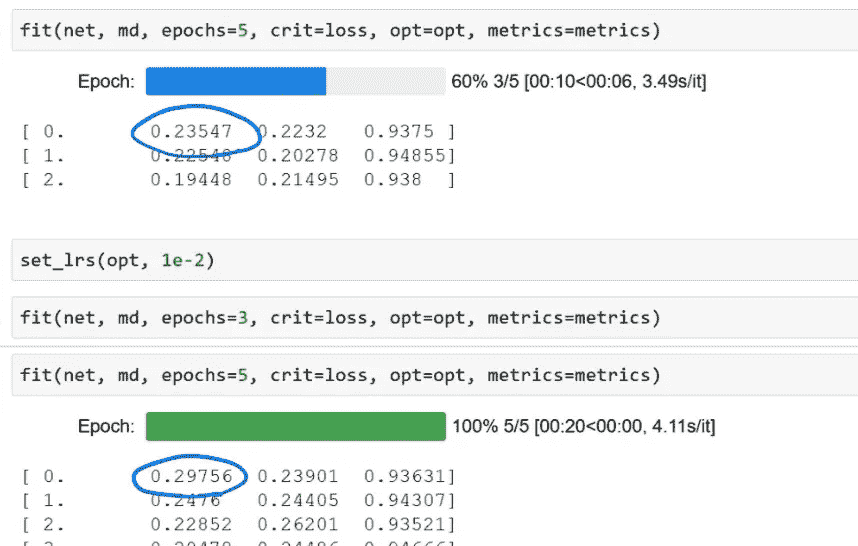 fit(net, md, epochs=5, crit=loss, opt=opt, metrics=metrics)
Epoch: 60% 3/5 [00:10<00:06, 3.49s/it]
[ 0. 0.23547 0.2232 0.9375 ]
[ 1. 0.22546 0.20278 0.94855]
[ 2. 0.19448 0.21495 0.938 ]
set_lrs(opt, 1e-2)
fit(net, md, epochs=3, crit=loss, opt=opt, metrics=metrics)
fit(net, md, epochs=5, crit=loss, opt=opt, metrics=metrics)
Epoch: 100% 5/5 [00:20<00:00, 4.11s/it]
[ 0. 0.29756 0.23901 0.93631]
[ 1. 0.2476 0.24405 0.94307]
[ 2. 0.22852 0.26201 0.93521]